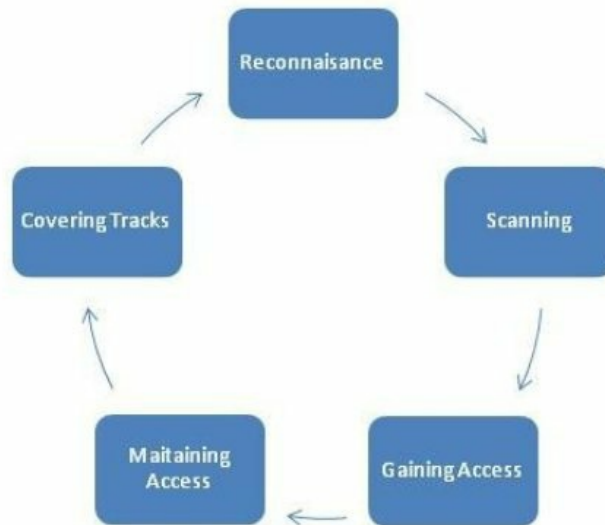 Reconnaisance
Scanning
Gaining Access
Maitaining
Access
Covering Tracks